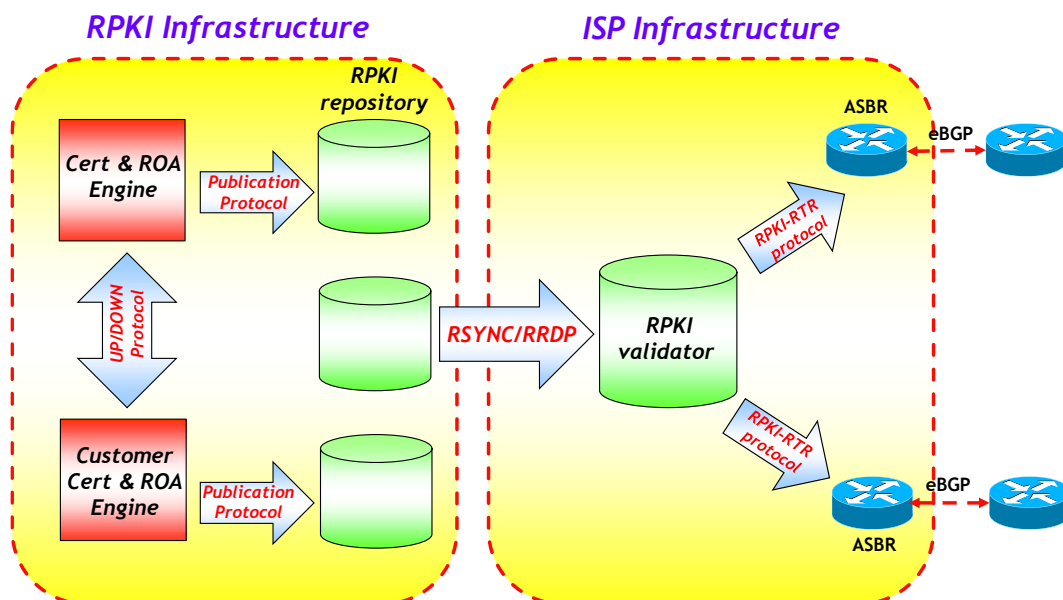 RPKI Infrastructure
ISP Infrastructure
RPKI
repository
Cert & ROA
Engine
Publication
Protocol
UP/DOWN
Protocol
Customer
Cert & ROA
Engine
Publication
Protocol
RSYNC/RRDP
RPKI
validator
RPKI-RTR
protocol
RPKI-RTR
protocol
ASBR
eBGP
eBGP
ASBR